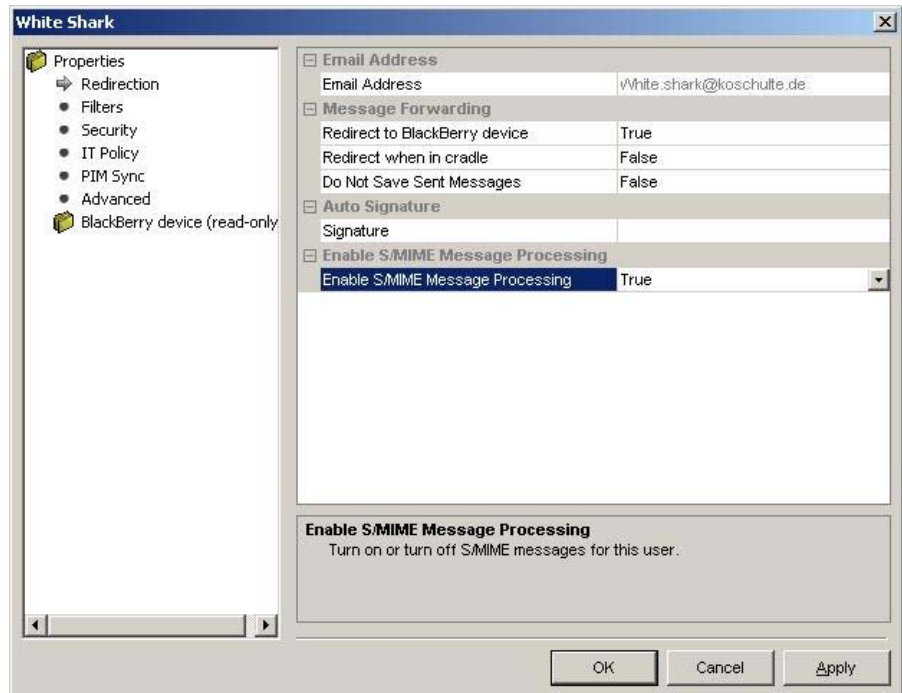 White Shark
Properties
Redirection
Filters
Security
IT Policy
PIM Sync
Advanced
BlackBerry device (read-only
Email Address
Email Address White.shark@koschulte.de
Message Forwarding
Redirect to BlackBerry device True
Redirect when in cradle False
Do Not Save Sent Messages False
Auto Signature
Signature
Enable S/MIME Message Processing
Enable S/MIME Message Processing True
Enable S/MIME Message Processing
Turn on or turn off S/MIME messages for this user.
OK Cancel Apply